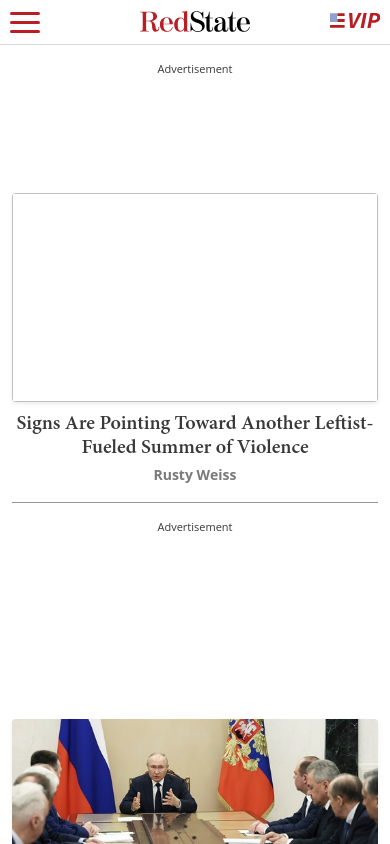 RedState
VIP
Advertisement
Signs Are Pointing Toward Another Leftist-
Fueled Summer of Violence
Rusty Weiss
Advertisement